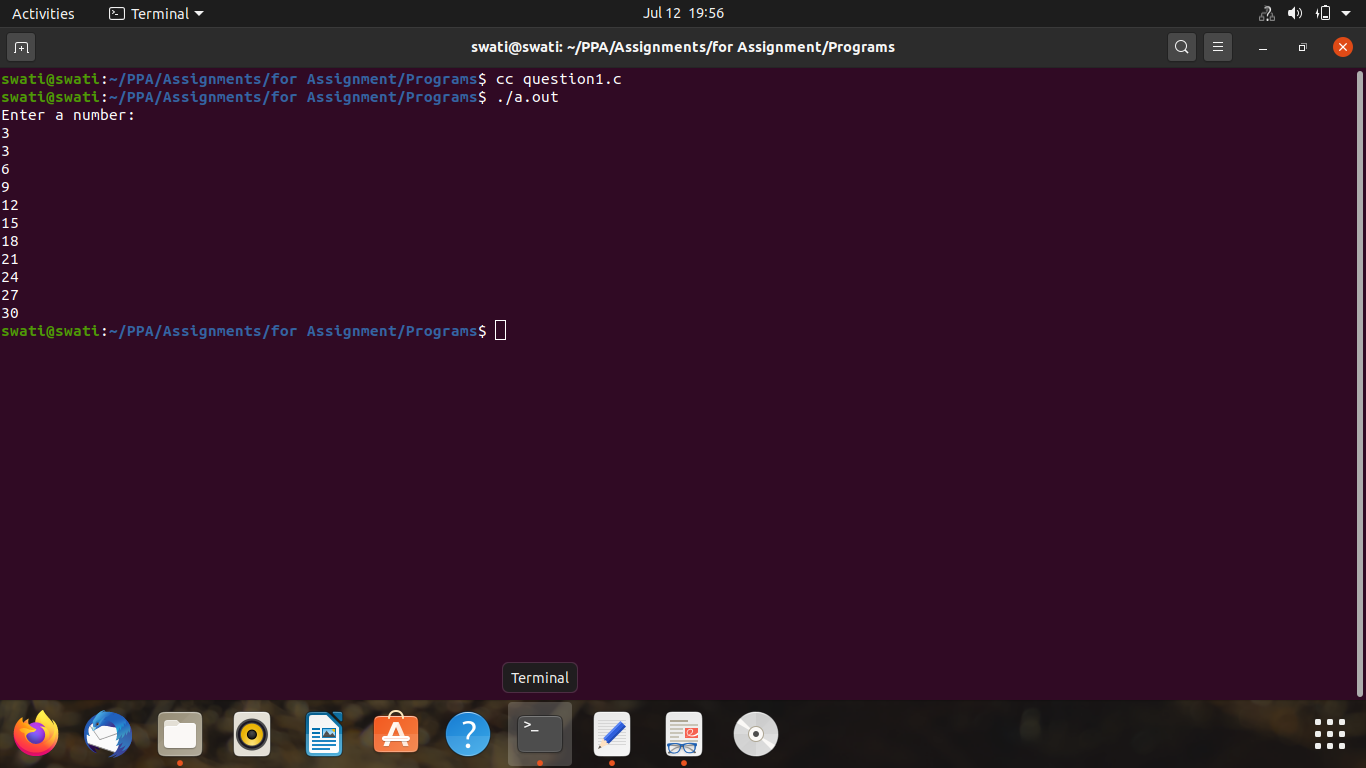 Activities
Terminal
Jul 12 19:56
swati@swati: ~/PPA/Assignments/for Assignment/Programs
swati@swati:~/PPA/Assignments/for Assignment/Programs$ cc question1.c
swati@swati:~/PPA/Assignments/for Assignment/Programs$ ./a.out
Enter a number:
3
3
6
9
12
15
18
21
24
27
30
swati@swati:~/PPA/Assignments/for Assignment/Programs$
Terminal